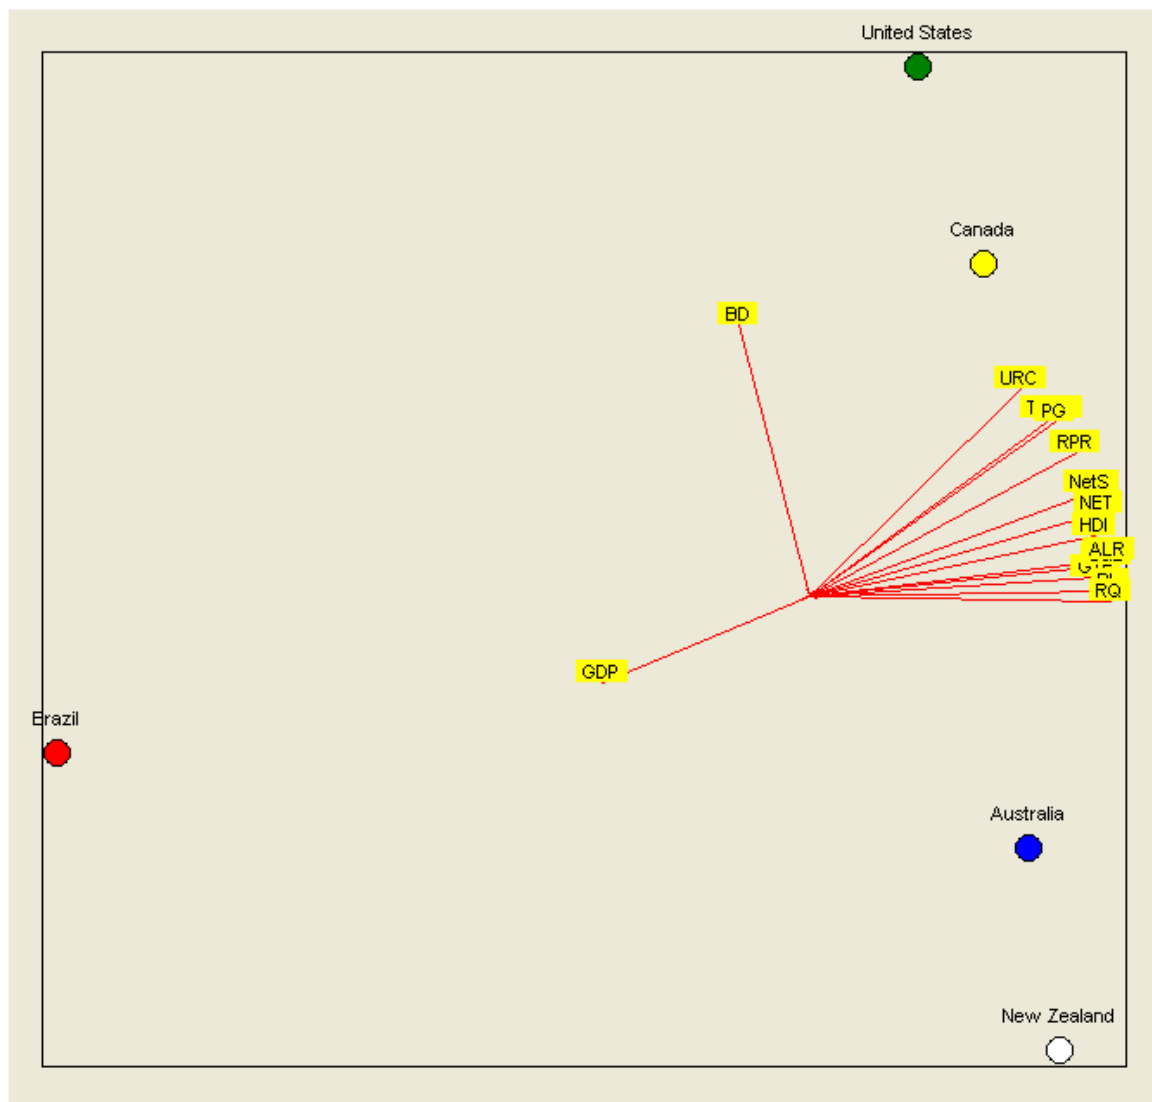 United States
Canada
BD
URC
PG
RPR
NetS
NET
HDI
ALR
RQ
GDP
Brazil
Australia
New Zealand